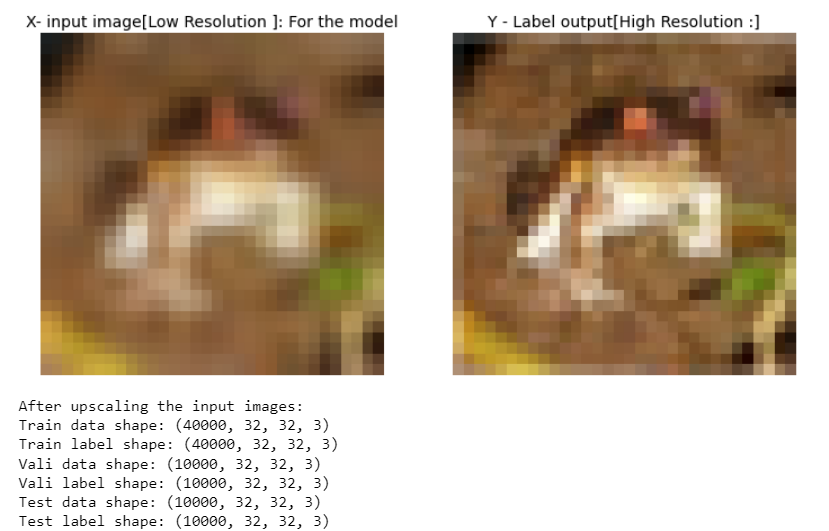 X- input image[Low Resolution ]: For the model
Y - Label output[High Resolution :]
After upscaling the input images:
Train data shape: (40000, 32, 32, 3)
Train label shape: (40000, 32, 32, 3)
Vali data shape: (10000, 32, 32, 3)
Vali label shape: (10000, 32, 32, 3)
Test data shape: (10000, 32, 32, 3)
Test label shape: (10000, 32, 32, 3)